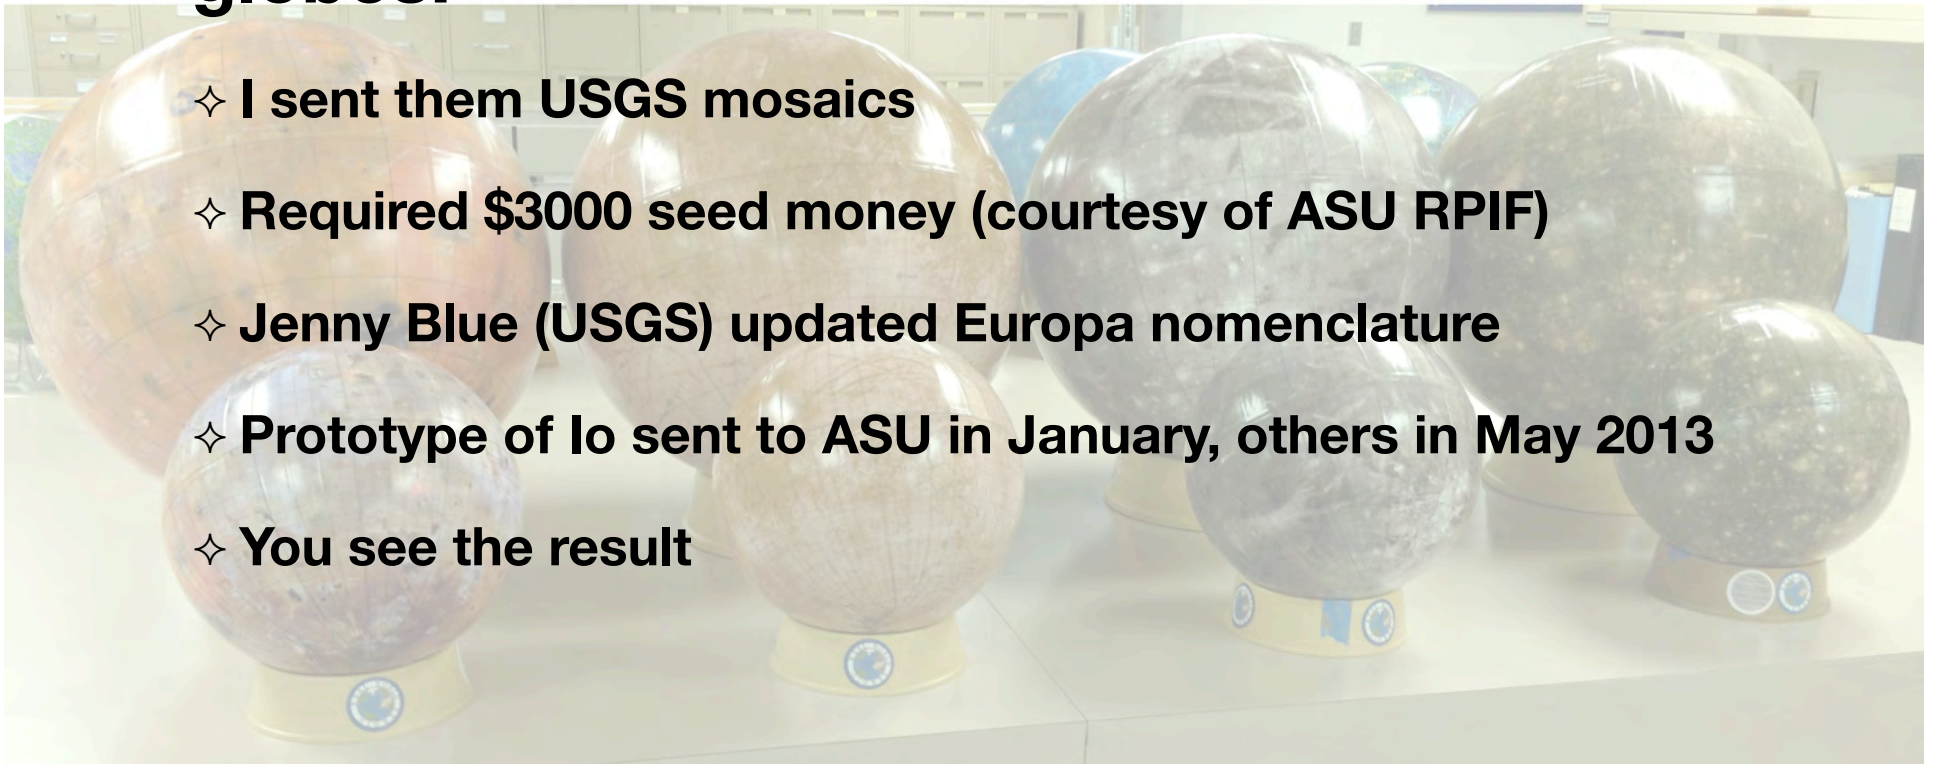 globes.
✧ I sent them USGS mosaics
✧ Required $3000 seed money (courtesy of ASU RPIF)
✧ Jenny Blue (USGS) updated Europa nomenclature
✧ Prototype of Io sent to ASU in January, others in May 2013
✧ You see the result